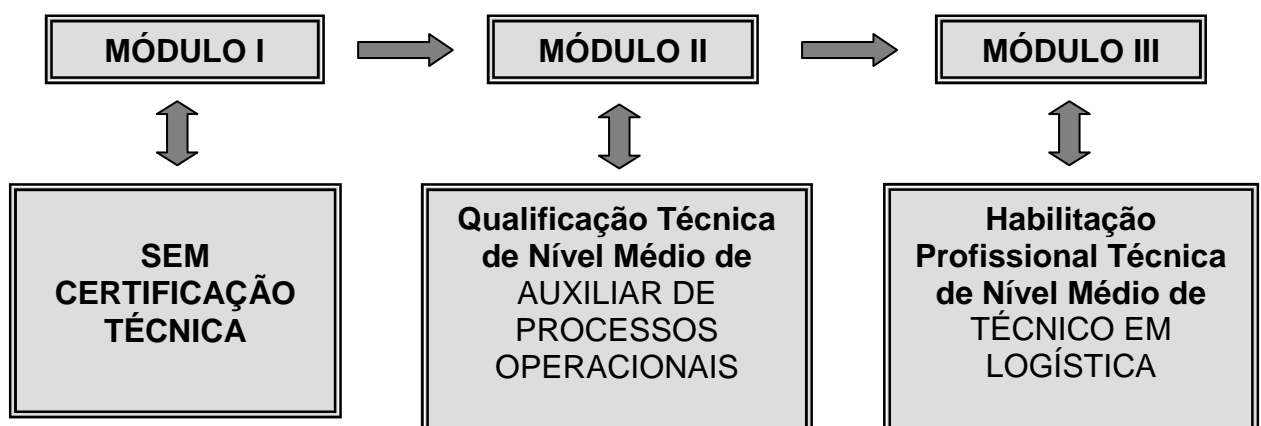 MÓDULO I
MÓDULO II
MÓDULO III
SEM
CERTIFICAÇÃO
TÉCNICA
Qualificação Técnica
de Nível Médio de
AUXILIAR DE
PROCESSOS
OPERACIONAIS
Habilitação
Profissional Técnica
de Nível Médio de
TÉCNICO EM
LOGÍSTICA